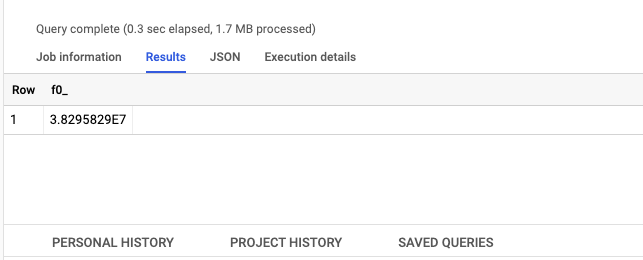 Query complete (0.3 sec elapsed, 1.7 MB processed)
Job information Results JSON Execution details
Row f0_
1 3.8295829E7
PERSONAL HISTORY PROJECT HISTORY SAVED QUERIES